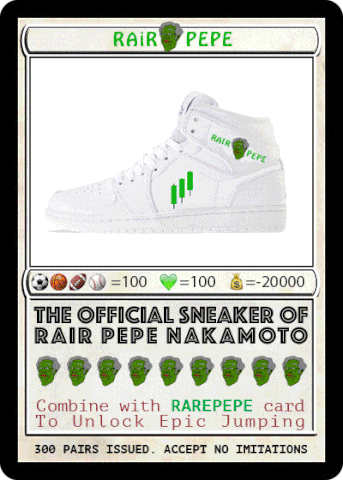 RAiR PEPE
RAIR PEPE
=100 =100 =-20000
THE OFFICIAL SNEAKER OF
RAIR PEPE NAKAMOTO
Combine with RAREPEPE card
To Unlock Epic Jumping
300 PAIRS ISSUED. ACCEPT NO IMITATIONS